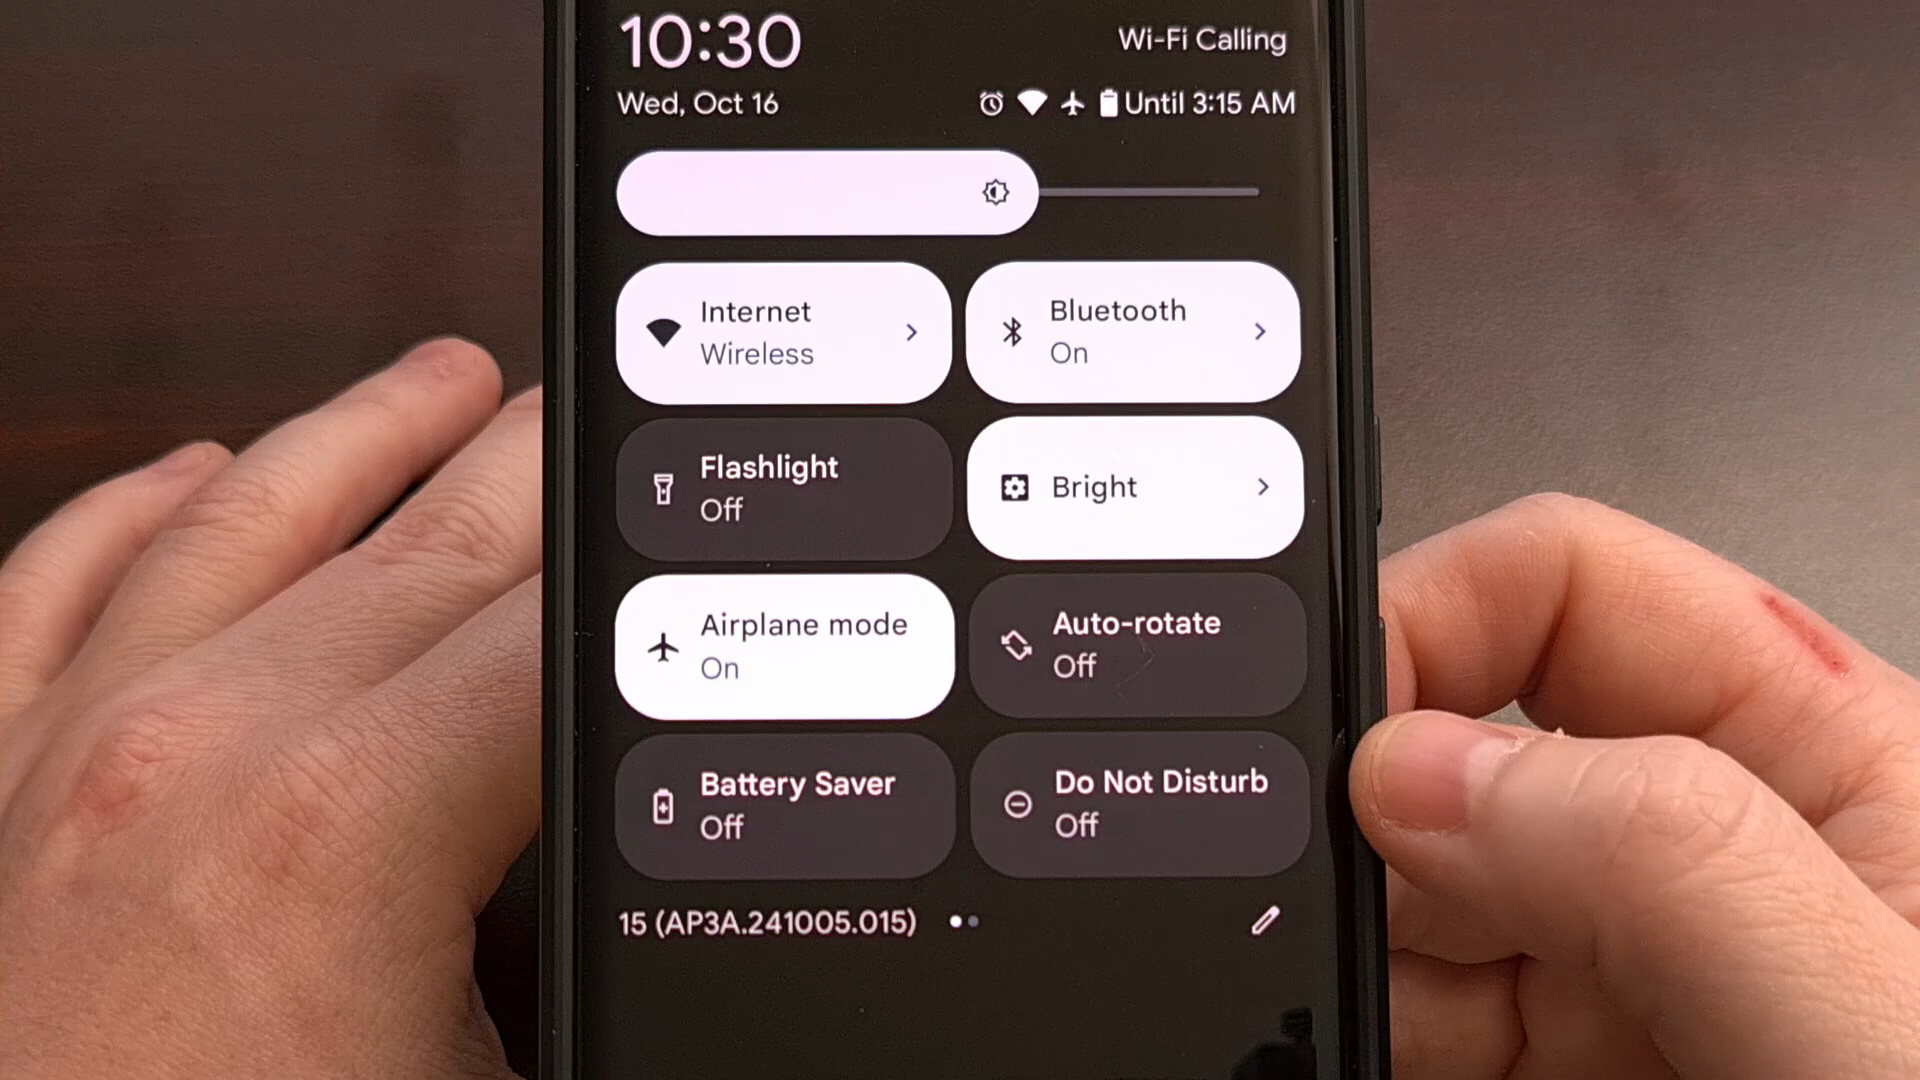 10:30
Wi-Fi Calling
Wed, Oct 16
Until 3:15 AM
Internet
Wireless
Bluetooth
On
Flashlight
Off
Bright
Airplane mode
On
Auto-rotate
Off
Battery Saver
Off
Do Not Disturb
Off
15 (AP3A.241005.015)